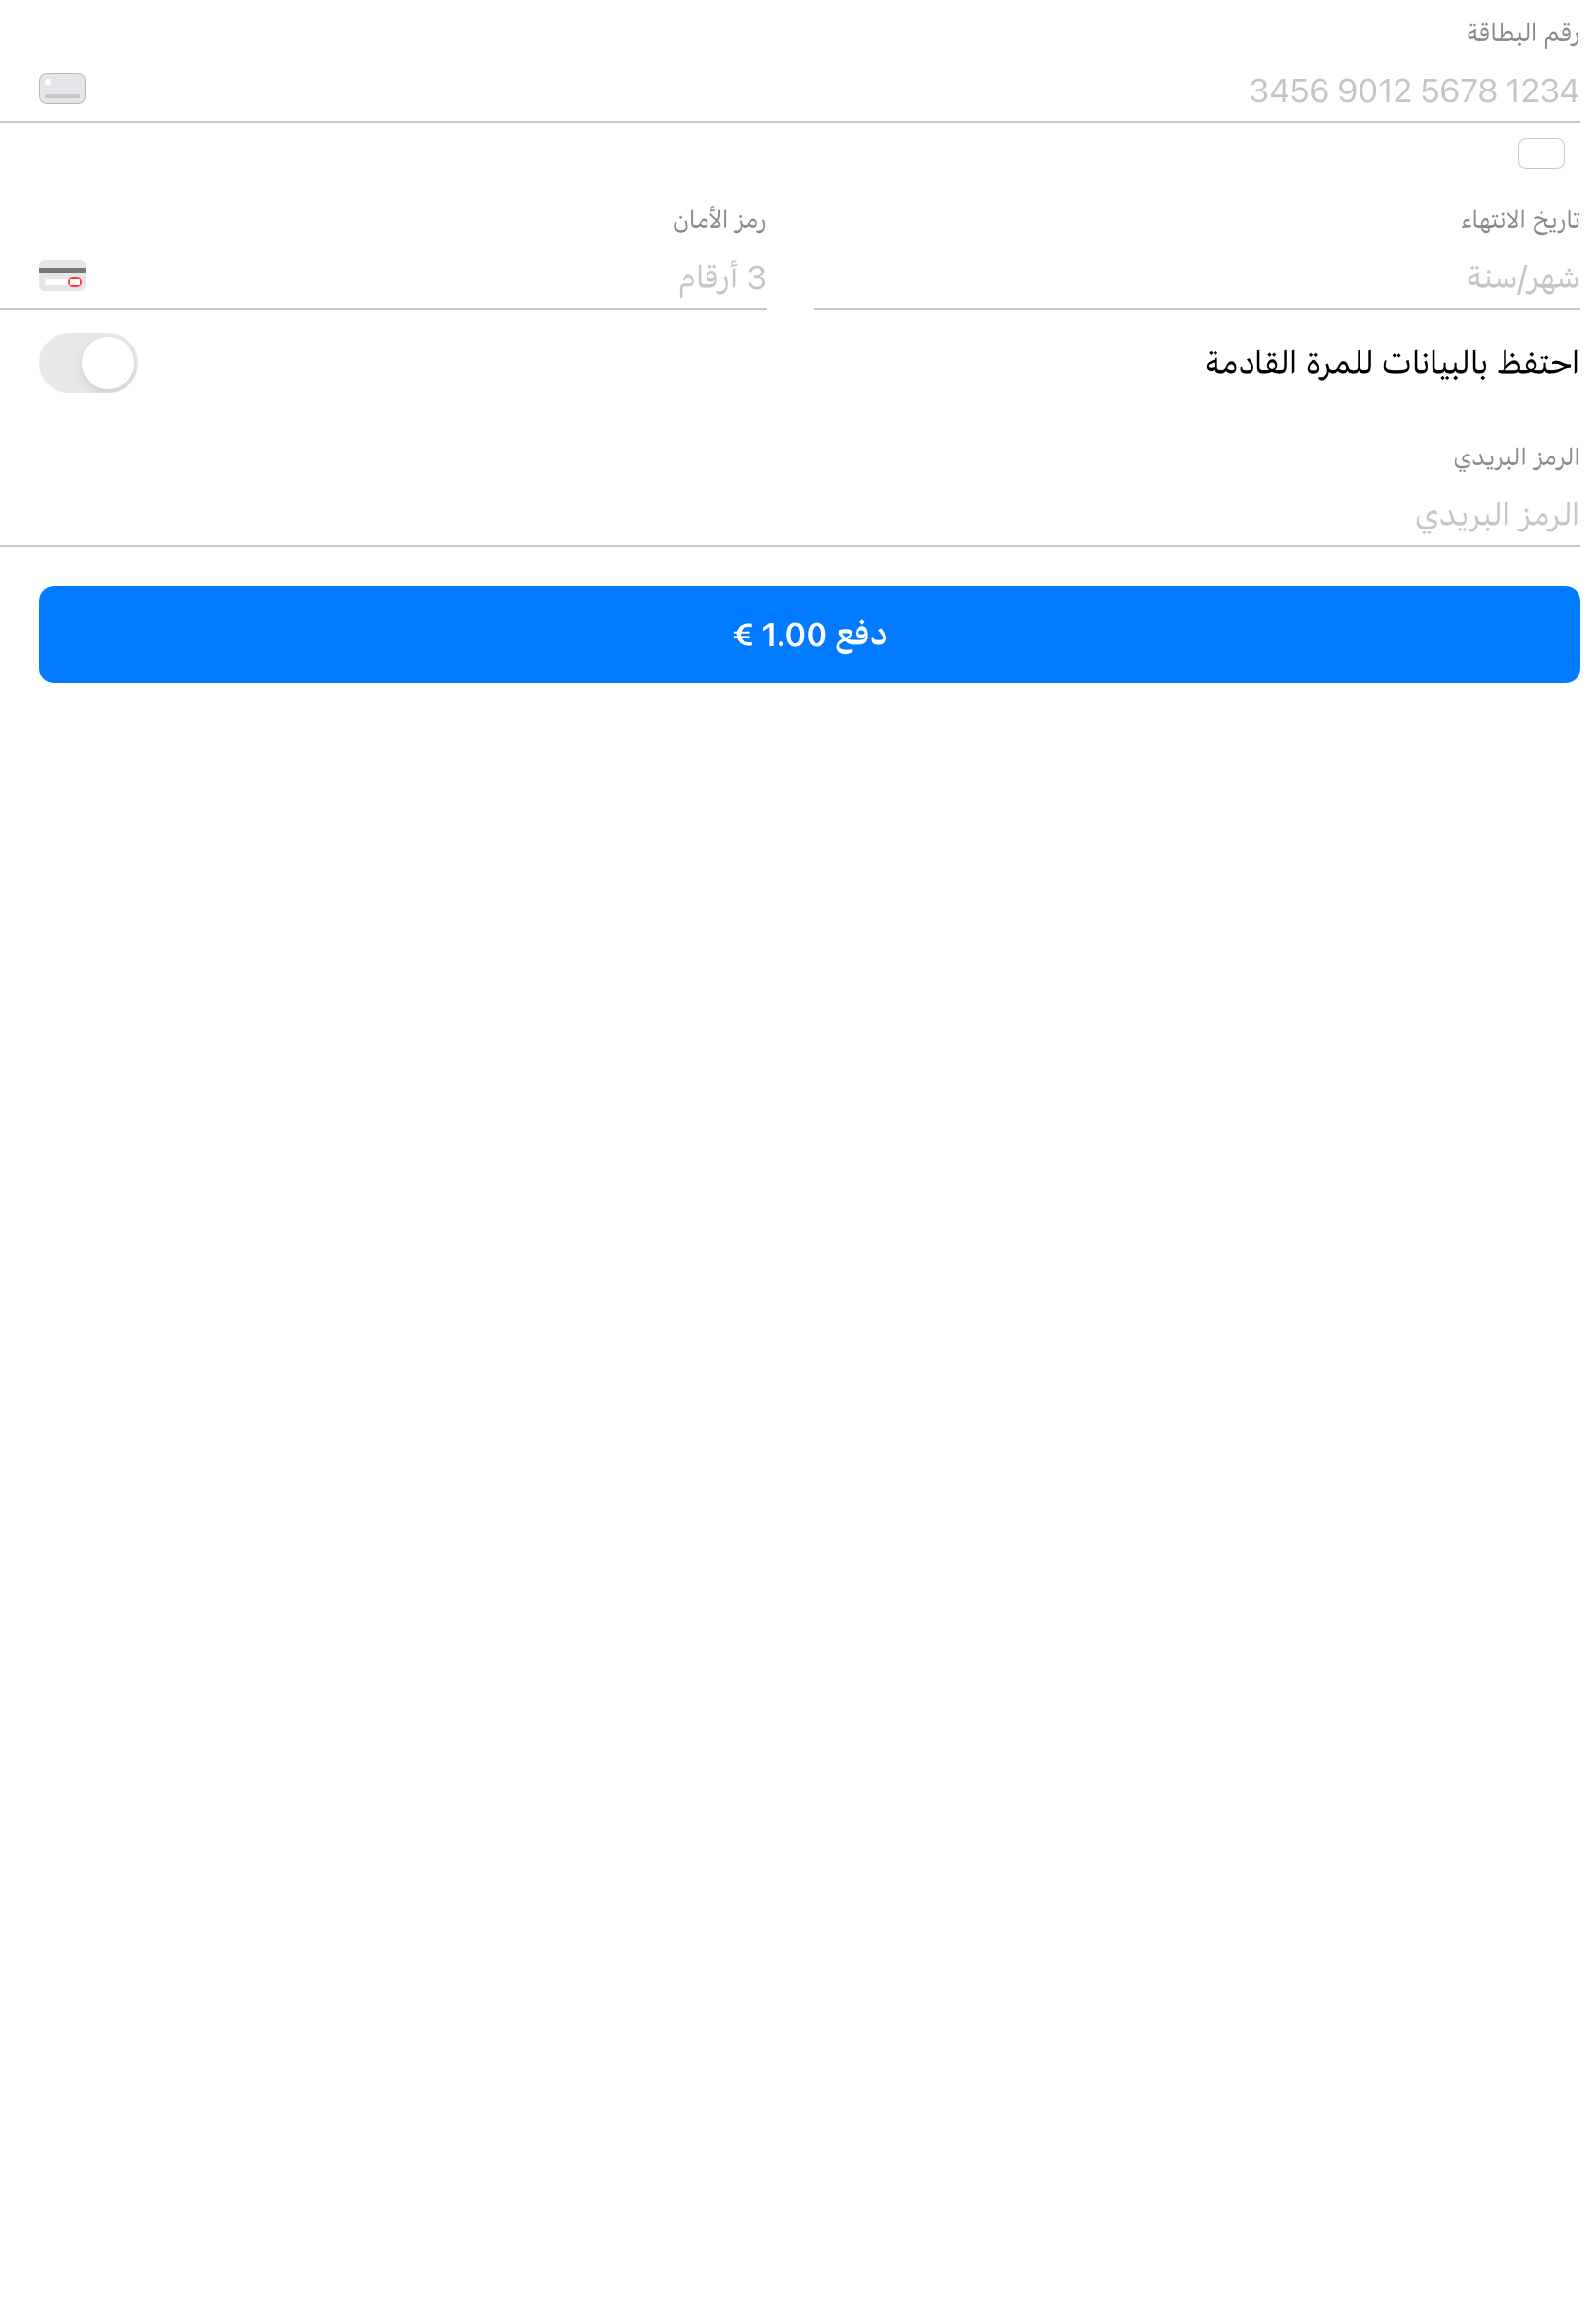 رقم البطاقة
1234 5678 9012 3456
تاريخ الانتهاء
رمز الأمان
شهر/سنة
3 أرقام
احتفظ بالبيانات للمرة القادمة
الرمز البريدي
الرمز البريدي
دفع 1.00 €